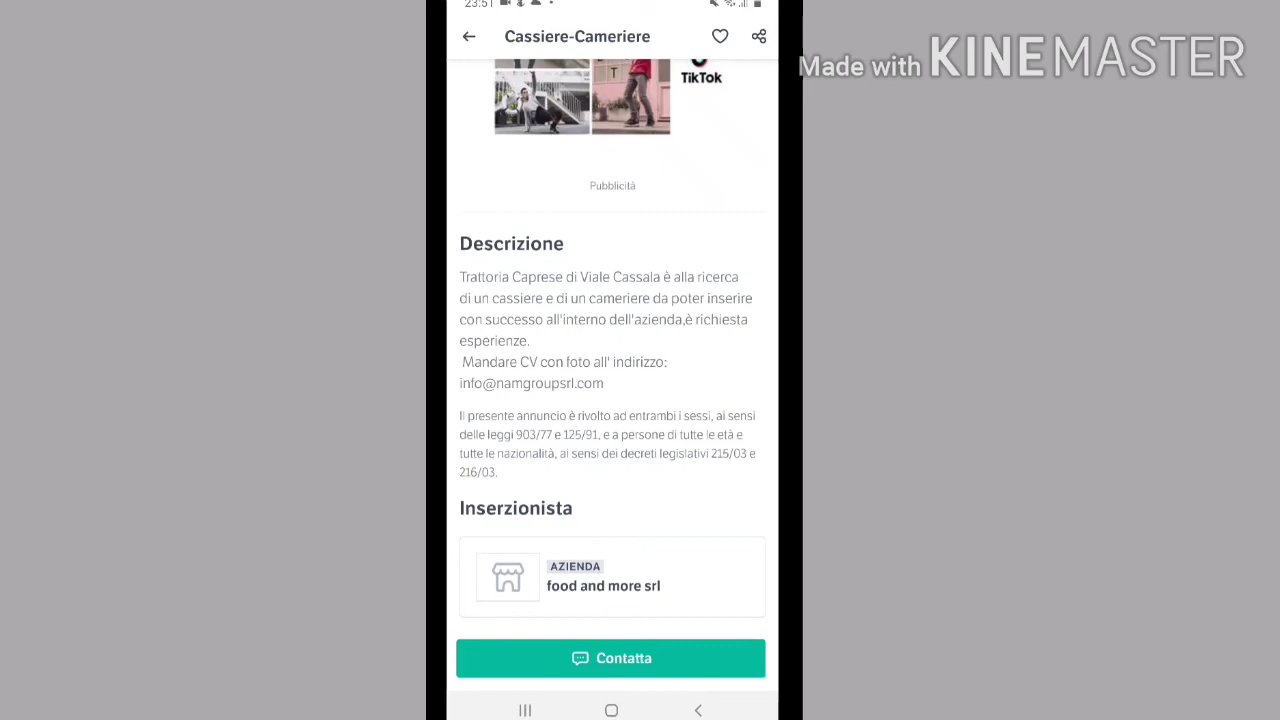 23:51
Cassiere-Cameriere
Made with KINEMASTER
T
TikTok
Pubblicità
Descrizione
Trattoria Caprese di Viale Cassala è alla ricerca
di un cassiere e di un cameriere da poter inserire
con successo all'interno dell'azienda,è richiesta
esperienze.
Mandare CV con foto all' indirizzo:
info@namgroupsrl.com
Il presente annuncio è rivolto ad entrambi i sessi, ai sensi
delle leggi 903/77 e 125/91, e a persone di tutte le età e
tutte le nazionalità, ai sensi dei decreti legislativi 215/03 e
216/03.
Inserzionista
AZIENDA
food and more srl
Contatta